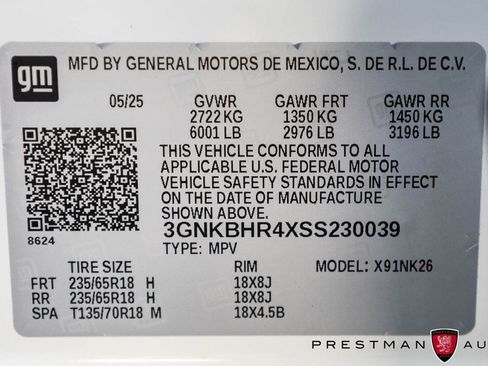 gm MFD BY GENERAL MOTORS DE MEXICO, S. DE R.L. DE C.V.
05/25 GVWR GAWR FRT GAWR RR
2722 KG 1350 KG 1450 KG
6001 LB 2976 LB 3196 LB
THIS VEHICLE CONFORMS TO ALL
APPLICABLE U.S. FEDERAL MOTOR
VEHICLE SAFETY STANDARDS IN EFFECT
ON THE DATE OF MANUFACTURE
SHOWN ABOVE.
8624
3GNKBHR4XSS230039
TYPE: MPV
TIRE SIZE RIM MODEL: X91NK26
FRT 235/65R18 H 18X8J
RR 235/65R18 H 18X8J
SPA T135/70R18 M 18X4.5B
PRESTMAN AU